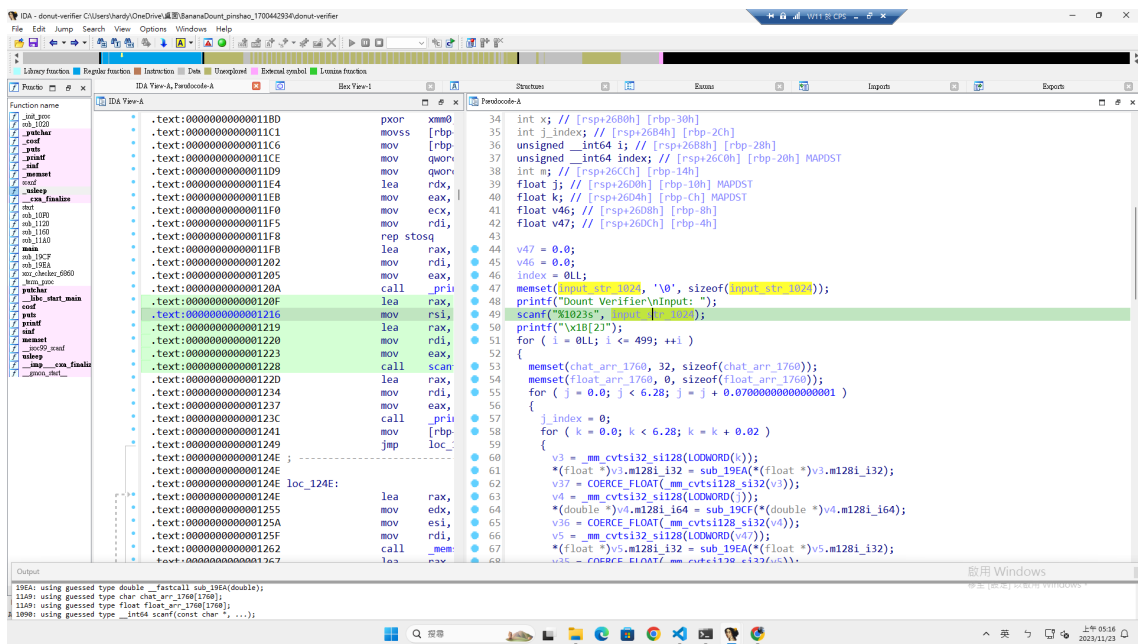 IDA - donut-verifier C:\Users\hardy\OneDrive\桌面\BananaDount_pinshao_1700442934\donut-verifier
W11 於 CPS
File Edit Jump Search View Options Windows Help
Library function Regular function Instruction Data Unexplored External symbol Lumina function
Functio
IDA View-A, Pseudocode-A
Hex View-1
Structures
Enums
Imports
Exports
Function name
_init_proc
sub_1020
_putchar
_cosf
_puts
_printf
_sinf
_memset
scanf
_usleep
__cxa_finalize
start
sub_10F0
sub_1120
sub_1160
sub_11A0
main
sub_19CF
sub_19EA
xor_checker_6860
_term_proc
putchar
__libc_start_main
cosf
puts
printf
sinf
memset
__isoc99_scanf
usleep
__imp___cxa_finaliz
__gmon_start__
IDA View-A
.text:00000000000011BD pxor xmm0
.text:00000000000011C1 movss [rbp-
.text:00000000000011C6 mov [rbp-
.text:00000000000011CE mov qword
.text:00000000000011D9 mov qword
.text:00000000000011E4 lea rdx,
.text:00000000000011EB mov eax,
.text:00000000000011F0 mov ecx,
.text:00000000000011F5 mov rdi,
.text:00000000000011F8 rep stosq
.text:00000000000011FB lea rax,
.text:0000000000001202 mov rdi,
.text:0000000000001205 mov eax,
.text:000000000000120A call _pri
.text:000000000000120F lea rax,
.text:0000000000001216 mov rsi,
.text:0000000000001219 lea rax,
.text:0000000000001220 mov rdi,
.text:0000000000001223 mov eax,
.text:0000000000001228 call scan
.text:000000000000122D lea rax,
.text:0000000000001234 mov rdi,
.text:0000000000001237 mov eax,
.text:000000000000123C call _pri
.text:0000000000001241 mov [rbp-
.text:0000000000001249 jmp loc_
.text:000000000000124E ; ---------------------------
.text:000000000000124E
.text:000000000000124E loc_124E:
.text:000000000000124E lea rax,
.text:0000000000001255 mov edx,
.text:000000000000125A mov esi,
.text:000000000000125F mov rdi,
.text:0000000000001262 call _mem
.text:0000000000001267 lea rax,
Pseudocode-A
34 int x; // [rsp+26B0h] [rbp-30h]
35 int j_index; // [rsp+26B4h] [rbp-2Ch]
36 unsigned __int64 i; // [rsp+26B8h] [rbp-28h]
37 unsigned __int64 index; // [rsp+26C0h] [rbp-20h] MAPDST
38 int m; // [rsp+26CCh] [rbp-14h]
39 float j; // [rsp+26D0h] [rbp-10h] MAPDST
40 float k; // [rsp+26D4h] [rbp-Ch] MAPDST
41 float v46; // [rsp+26D8h] [rbp-8h]
42 float v47; // [rsp+26DCh] [rbp-4h]
43
44 v47 = 0.0;
45 v46 = 0.0;
46 index = 0LL;
47 memset(input_str_1024, '\0', sizeof(input_str_1024));
48 printf("Dount Verifier\nInput: ");
49 scanf("%1023s", input_str_1024);
50 printf("\x1B[2J");
51 for ( i = 0LL; i <= 499; ++i )
52 {
53 memset(chat_arr_1760, 32, sizeof(chat_arr_1760));
54 memset(float_arr_1760, 0, sizeof(float_arr_1760));
55 for ( j = 0.0; j < 6.28; j = j + 0.07000000000000001 )
56 {
57 j_index = 0;
58 for ( k = 0.0; k < 6.28; k = k + 0.02 )
59 {
60 v3 = _mm_cvtsi32_si128(LODWORD(k));
61 *(float *)v3.m128i_i32 = sub_19EA(*(float *)v3.m128i_i32);
62 v37 = COERCE_FLOAT(_mm_cvtsi128_si32(v3));
63 v4 = _mm_cvtsi32_si128(LODWORD(j));
64 *(double *)v4.m128i_i64 = sub_19CF(*(double *)v4.m128i_i64);
65 v36 = COERCE_FLOAT(_mm_cvtsi128_si32(v4));
66 v5 = _mm_cvtsi32_si128(LODWORD(v47));
67 *(float *)v5.m128i_i32 = sub_19EA(*(float *)v5.m128i_i32);
68 v35 = COERCE_FLOAT(_mm_cvtsi128_si32(v5));
Output
19EA: using guessed type double __fastcall sub_19EA(double);
11A9: using guessed type char chat_arr_1760[1760];
11A9: using guessed type float float_arr_1760[1760];
1090: using guessed type __int64 scanf(const char *, ...);
啟用 Windows
搜尋
英
上午 05:16
2023/11/23